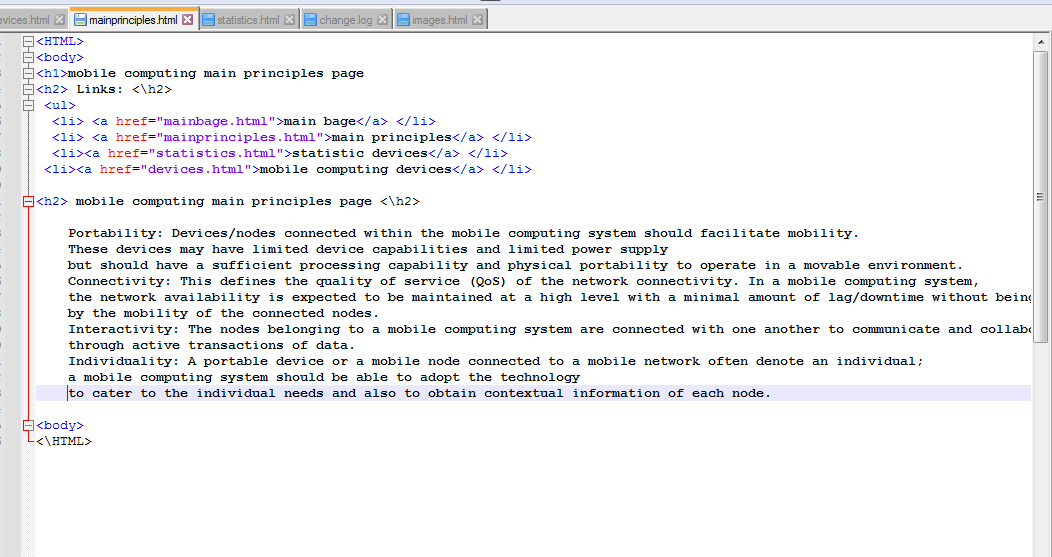 evices.html mainprinciples.html statistics.html change.log images.html
<HTML>
<body>
<h1>mobile computing main principles page
<h2> Links: <\h2>
<ul>
<li> <a href="mainbage.html">main bage</a> </li>
<li> <a href="mainprinciples.html">main principles</a> </li>
<li><a href="statistics.html">statistic devices</a> </li>
<li><a href="devices.html">mobile computing devices</a> </li>
<h2> mobile computing main principles page <\h2>
Portability: Devices/nodes connected within the mobile computing system should facilitate mobility.
These devices may have limited device capabilities and limited power supply
but should have a sufficient processing capability and physical portability to operate in a movable environment.
Connectivity: This defines the quality of service (QoS) of the network connectivity. In a mobile computing system,
the network availability is expected to be maintained at a high level with a minimal amount of lag/downtime without being
by the mobility of the connected nodes.
Interactivity: The nodes belonging to a mobile computing system are connected with one another to communicate and collabo
through active transactions of data.
Individuality: A portable device or a mobile node connected to a mobile network often denote an individual;
a mobile computing system should be able to adopt the technology
to cater to the individual needs and also to obtain contextual information of each node.
<body>
<\HTML>